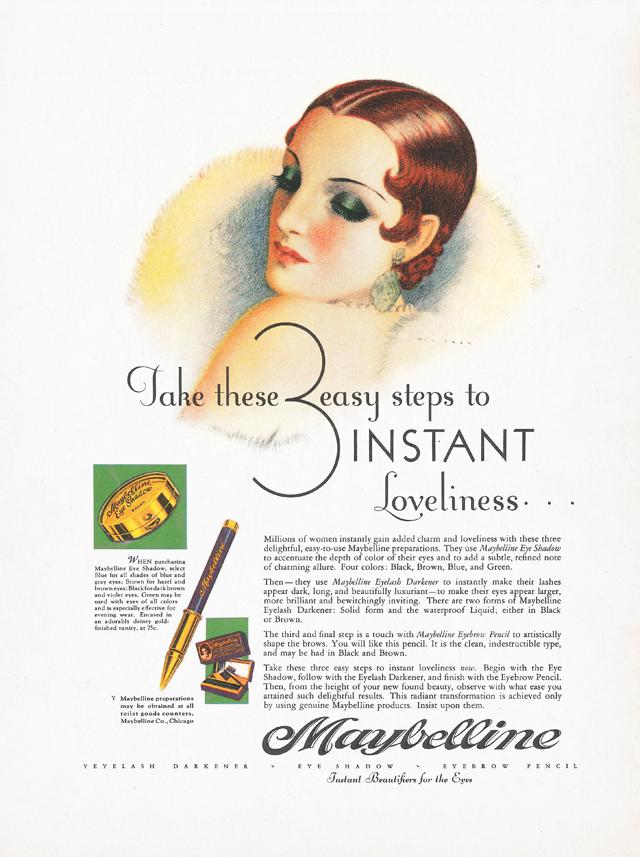 Take these 3 easy steps to
INSTANT
Loveliness · · ·
Maybelline
Eye Shadow
WHEN purchasing
Maybelline Eye Shadow, select
Blue for all shades of blue and
gray eyes; Brown for hazel and
brown eyes; Black for dark brown
and violet eyes. Green may be
used with eyes of all colors
and is especially effective for
evening wear. Encased in
an adorably dainty gold-
finished vanity, at 75c.
Maybelline
Maybelline preparations
may be obtained at all
toilet goods counters.
Maybelline Co., Chicago
Millions of women instantly gain added charm and loveliness with these three
delightful, easy-to-use Maybelline preparations. They use Maybelline Eye Shadow
to accentuate the depth of color of their eyes and to add a subtle, refined note
of charming allure. Four colors: Black, Brown, Blue, and Green.
Then—they use Maybelline Eyelash Darkener to instantly make their lashes
appear dark, long, and beautifully luxuriant—to make their eyes appear larger,
more brilliant and bewitchingly inviting. There are two forms of Maybelline
Eyelash Darkener: Solid form and the waterproof Liquid; either in Black
or Brown.
The third and final step is a touch with Maybelline Eyebrow Pencil to artistically
shape the brows. You will like this pencil. It is the clean, indestructible type,
and may be had in Black and Brown.
Take these three easy steps to instant loveliness now. Begin with the Eye
Shadow, follow with the Eyelash Darkener, and finish with the Eyebrow Pencil.
Then, from the height of your new found beauty, observe with what ease you
attained such delightful results. This radiant transformation is achieved only
by using genuine Maybelline products. Insist upon them.
Maybelline
EYELASH DARKENER ~ EYE SHADOW ~ EYEBROW PENCIL
Instant Beautifiers for the Eyes